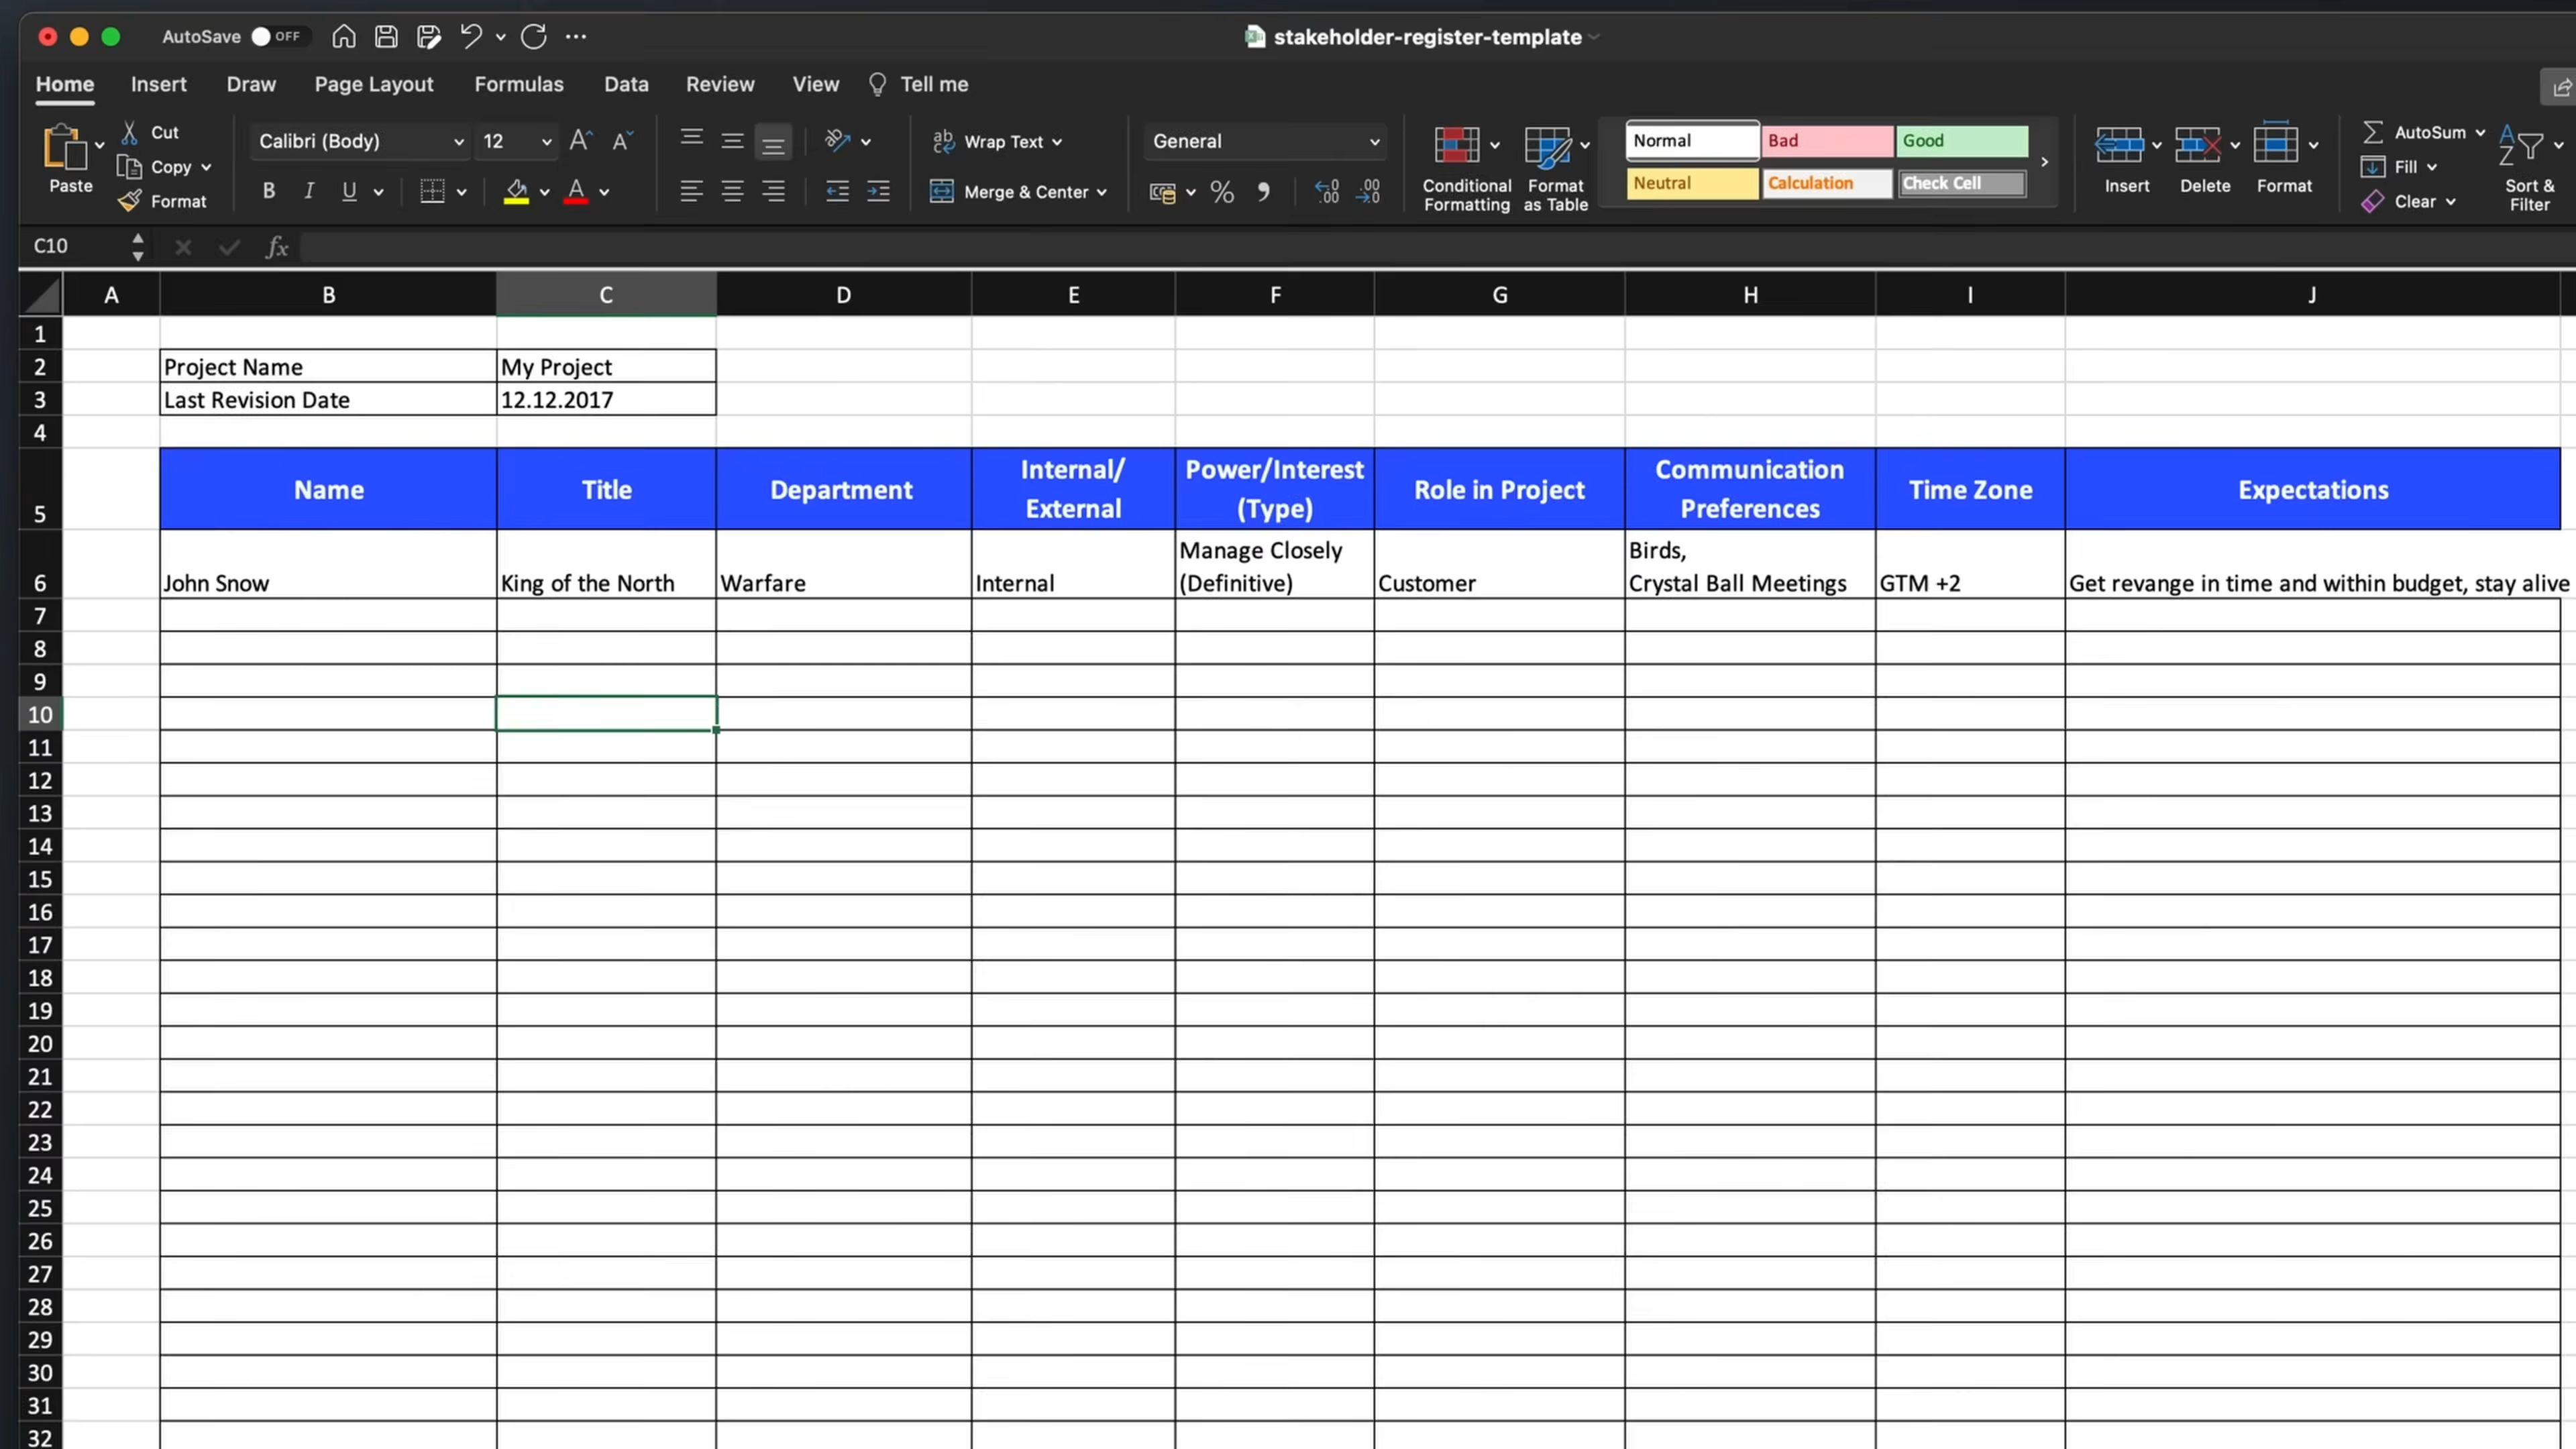 AutoSave OFF
stakeholder-register-template
Home Insert Draw Page Layout Formulas Data Review View Tell me
Paste
Cut
Copy
Format
Calibri (Body) 12
B I U
Wrap Text
Merge & Center
General
Conditional Formatting
Format as Table
Normal Bad Good
Neutral Calculation Check Cell
Insert Delete Format
AutoSum
Fill
Clear
Sort & Filter
C10 fx
A B C D E F G H I J
1
2 Project Name My Project
3 Last Revision Date 12.12.2017
4
5 Name Title Department Internal/ External Power/Interest (Type) Role in Project Communication Preferences Time Zone Expectations
6 John Snow King of the North Warfare Internal Manage Closely (Definitive) Customer Birds, Crystal Ball Meetings GTM +2 Get revange in time and within budget, stay alive
7
8
9
10
11
12
13
14
15
16
17
18
19
20
21
22
23
24
25
26
27
28
29
30
31
32